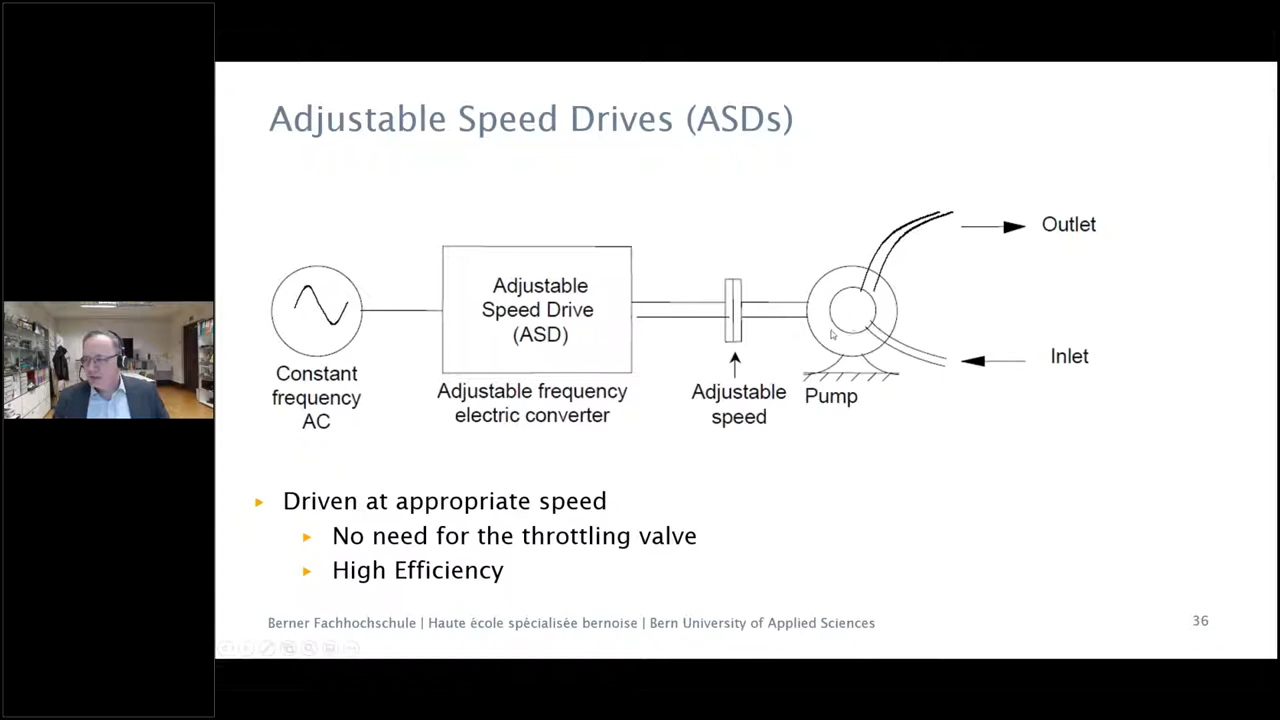 Adjustable Speed Drives (ASDs)
Constant
frequency
AC
Adjustable
Speed Drive
(ASD)
Adjustable frequency
electric converter
Adjustable
speed
Pump
Outlet
Inlet
Driven at appropriate speed
No need for the throttling valve
High Efficiency
Berner Fachhochschule | Haute école spécialisée bernoise | Bern University of Applied Sciences
36